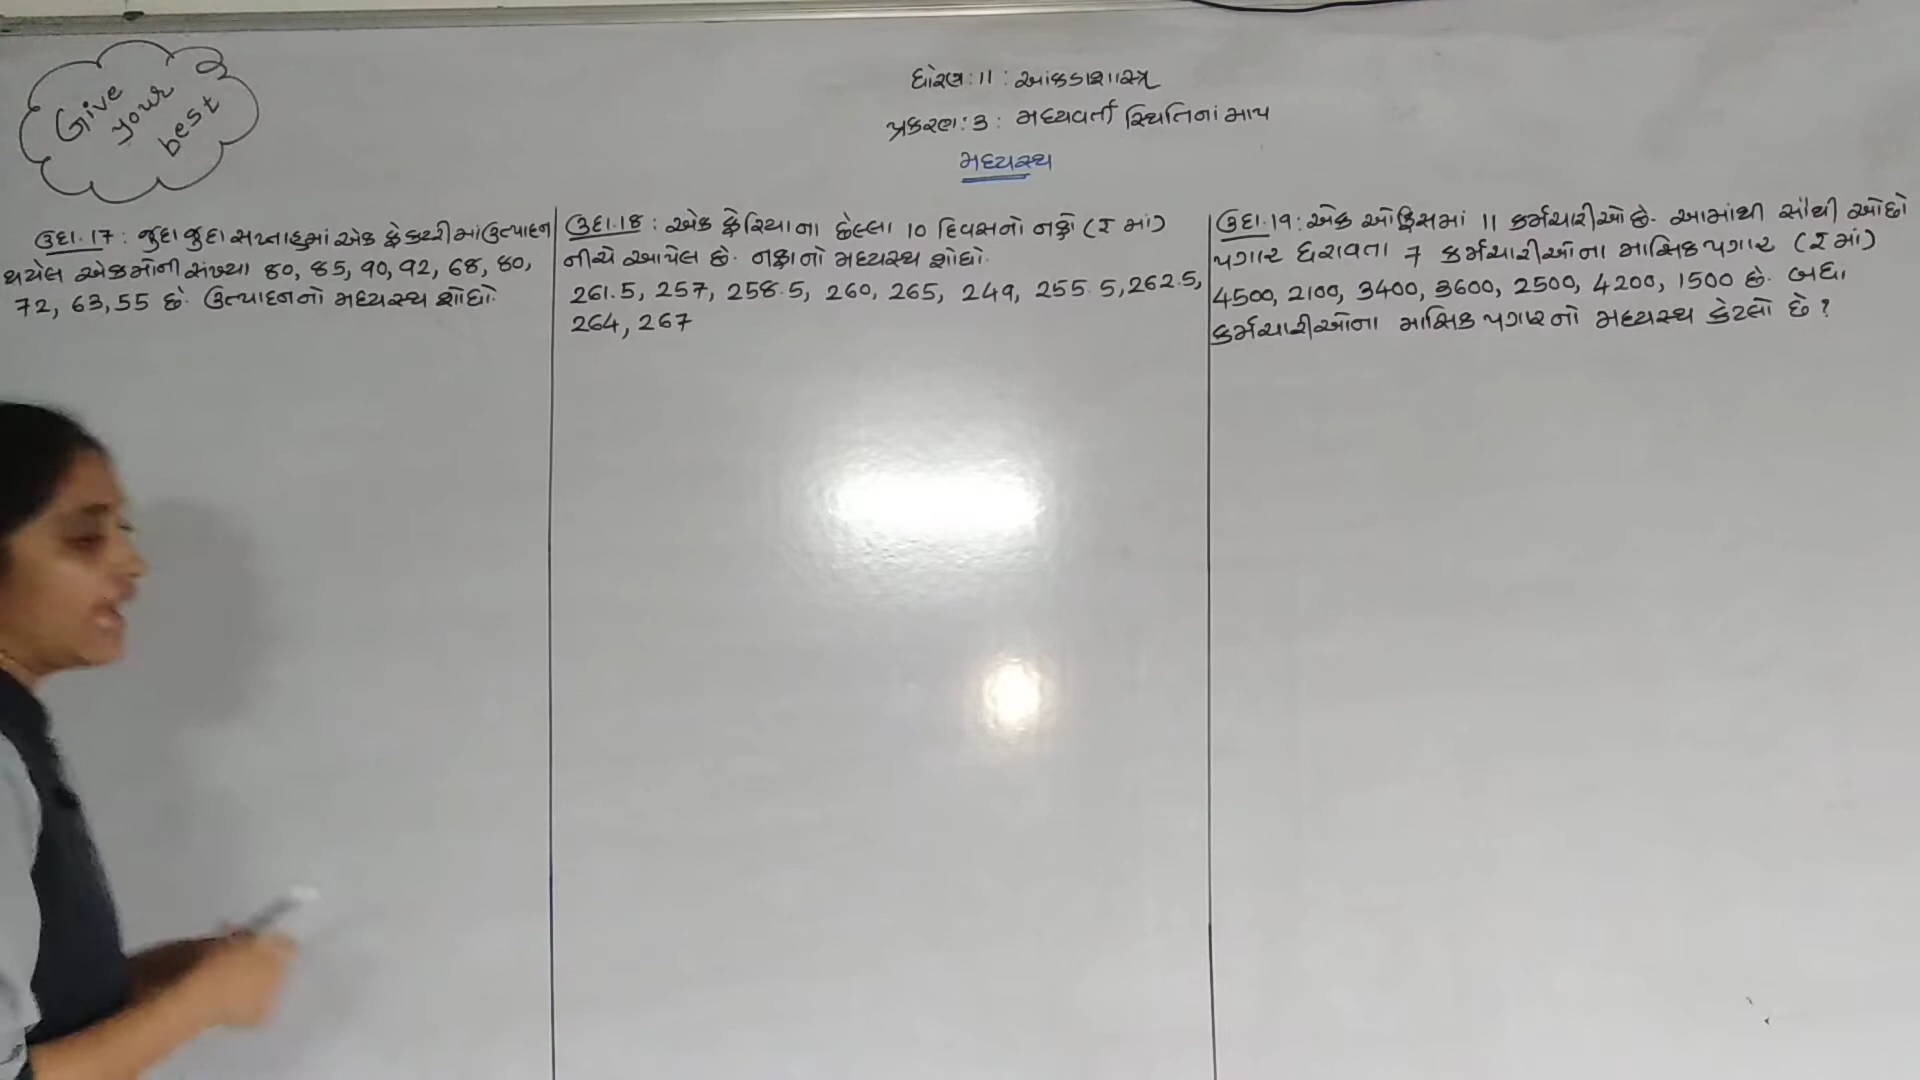 Give
your
best
ધોરણ : 11 : આંકડાશાસ્ત્ર
પ્રકરણ : 3 : મધ્યવર્તી સ્થિતિનાં માપ
મધ્યસ્થ
ઉદા. 17 : જુદા જુદા સપ્તાહમાં એક ફેક્ટરીમાં ઉત્પાદન
થયેલ એકમોની સંખ્યા 80, 85, 90, 92, 68, 80,
72, 63, 55 છે. ઉત્પાદનનો મધ્યસ્થ શોધો.
ઉદા. 18 : એક ફેરિયાના છેલ્લા 10 દિવસનો નફો (₹ માં)
નીચે આપેલ છે. નફાનો મધ્યસ્થ શોધો.
261.5, 257, 258.5, 260, 265, 249, 255.5, 262.5,
264, 267
ઉદા. 19 : એક ઓફિસમાં 11 કર્મચારીઓ છે. આમાંથી સૌથી ઓછો
પગાર ધરાવતા 7 કર્મચારીઓના માસિક પગાર (₹ માં)
4500, 2100, 3400, 3600, 2500, 4200, 1500 છે. બધા
કર્મચારીઓના માસિક પગારનો મધ્યસ્થ કેટલો છે ?